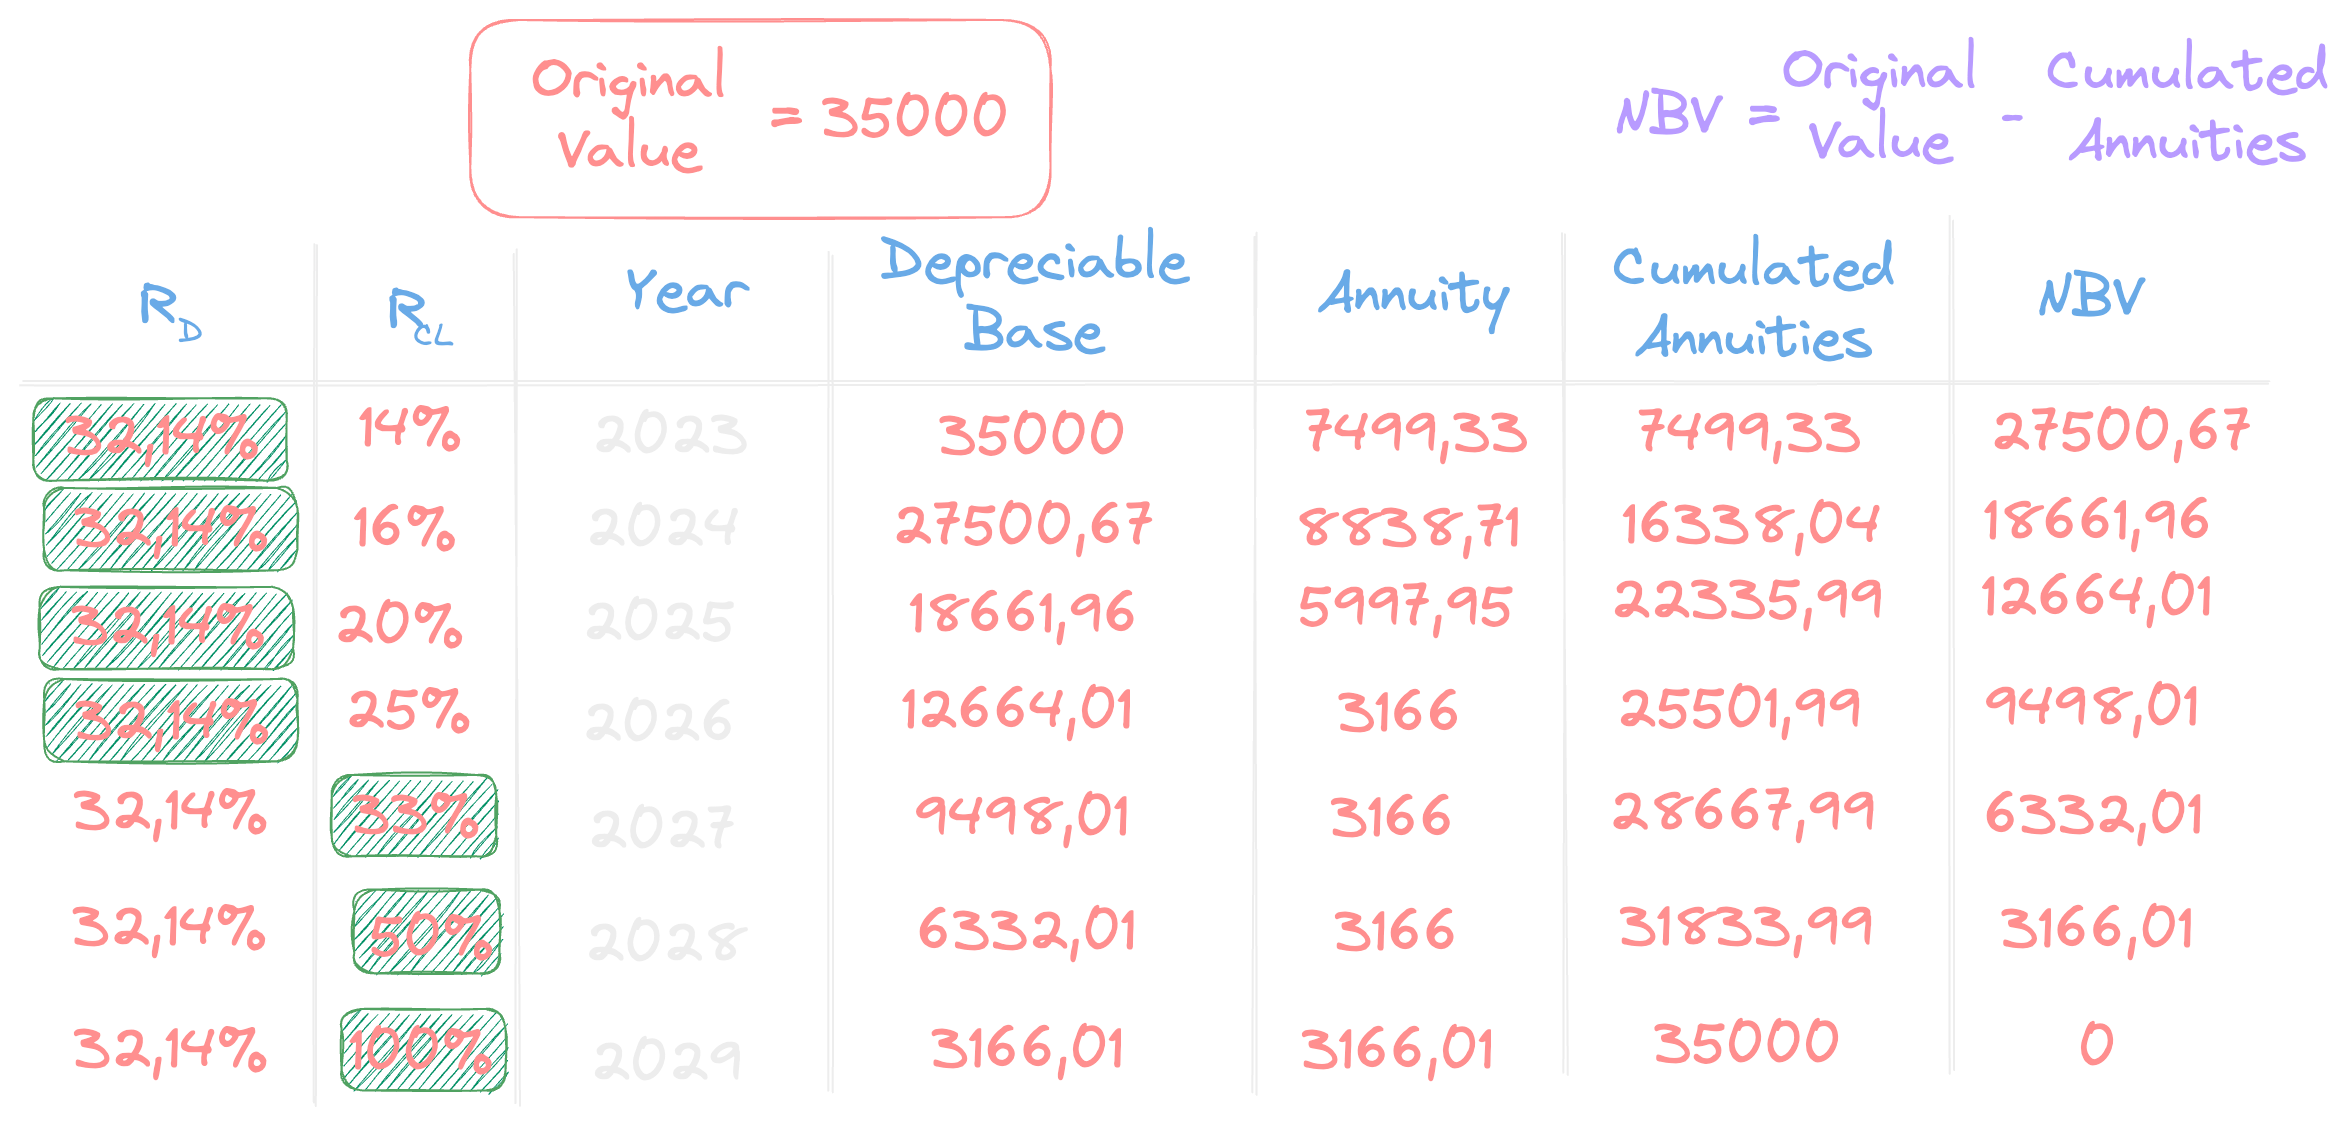 Original
Value
= 35000
NBV = Original Value - Cumulated Annuities
R_D R_CL Year Depreciable Base Annuity Cumulated Annuities NBV
32,14% 14% 2023 35000 7499,33 7499,33 27500,67
32,14% 16% 2024 27500,67 8838,71 16338,04 18661,96
32,14% 20% 2025 18661,96 5997,95 22335,99 12664,01
32,14% 25% 2026 12664,01 3166 25501,99 9498,01
32,14% 33% 2027 9498,01 3166 28667,99 6332,01
32,14% 50% 2028 6332,01 3166 31833,99 3166,01
32,14% 100% 2029 3166,01 3166,01 35000 0